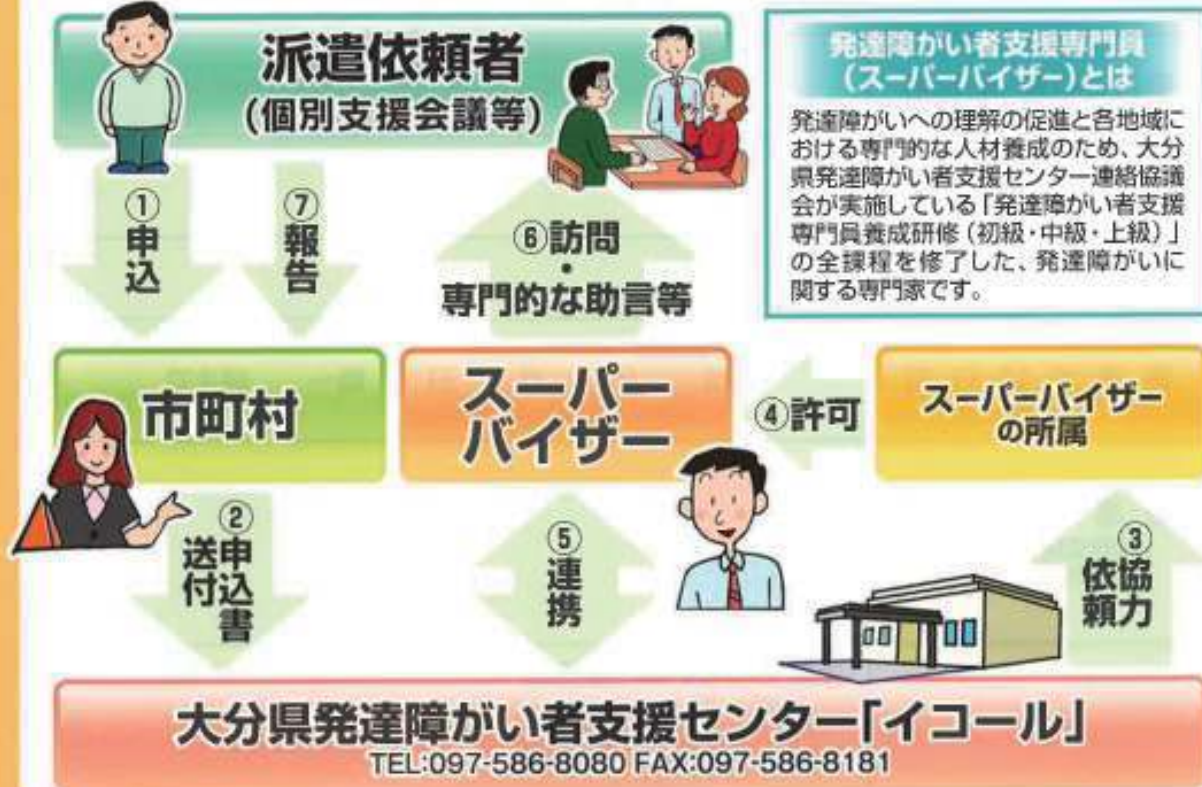 派遣依頼者
(個別支援会議等)
発達障がい者支援専門員
(スーパーバイザー)とは
発達障がいへの理解の促進と各地域に
おける専門的な人材養成のため、大分
県発達障がい者支援センター連絡協議
会が実施している「発達障がい者支援
専門員養成研修(初級・中級・上級)」
の全課程を修了した、発達障がいに
関する専門家です。
①申込
⑦報告
⑥訪問
・
専門的な助言等
市町村
スーパー
バイザー
④許可
スーパーバイザー
の所属
②申込書
送付
⑤連携
③協力
依頼
大分県発達障がい者支援センター「イコール」
TEL:097-586-8080 FAX:097-586-8181